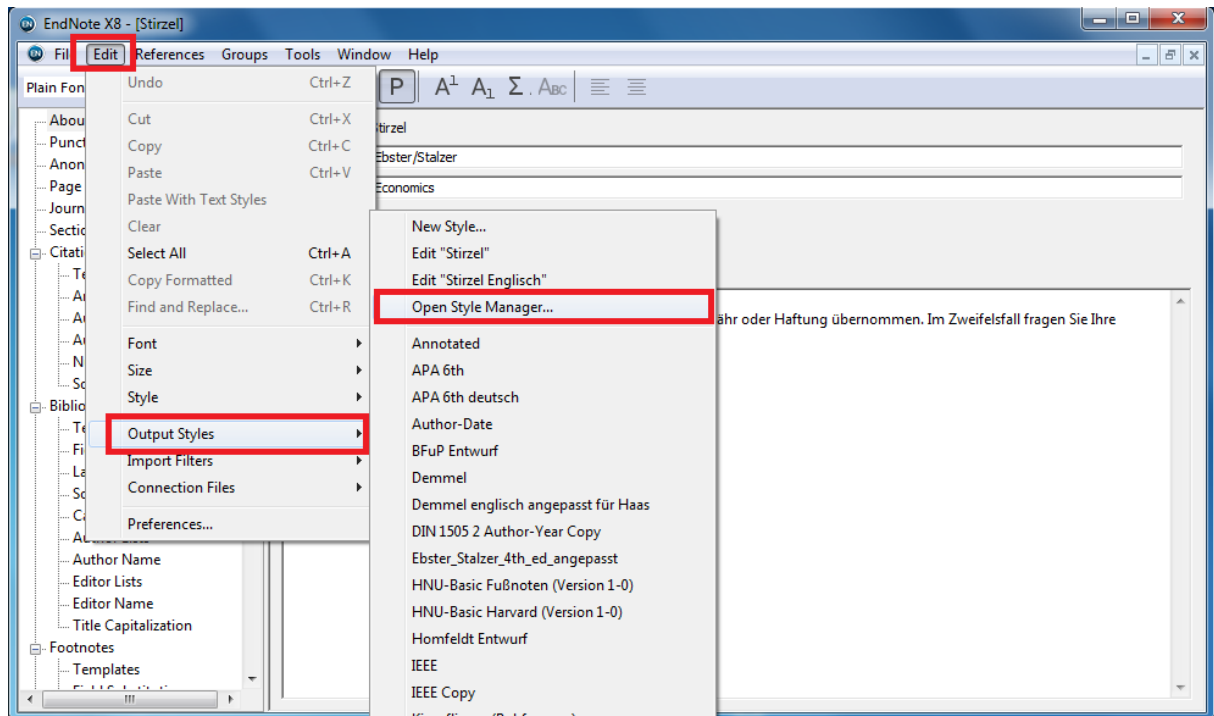 EndNote X8 - [Stirzel]
Edit References Groups Tools Window Help
Plain Fon
P A1 A1 Σ ABC
Undo Ctrl+Z
Cut Ctrl+X
Copy Ctrl+C
Paste Ctrl+V
Paste With Text Styles
Clear
Select All Ctrl+A
Copy Formatted Ctrl+K
Find and Replace... Ctrl+R
Font
Size
Style
Output Styles
Import Filters
Connection Files
Preferences...
New Style...
Edit "Stirzel"
Edit "Stirzel Englisch"
Open Style Manager...
Annotated
APA 6th
APA 6th deutsch
Author-Date
BFuP Entwurf
Demmel
Demmel englisch angepasst für Haas
DIN 1505 2 Author-Year Copy
Ebster_Stalzer_4th_ed_angepasst
HNU-Basic Fußnoten (Version 1-0)
HNU-Basic Harvard (Version 1-0)
Homfeldt Entwurf
IEEE
IEEE Copy
Abou
Punct
Anon
Page
Journ
Sectio
Citati
Biblio
Author Name
Editor Lists
Editor Name
Title Capitalization
Footnotes
Templates
tirzel
Ebster/Stalzer
Economics
ähr oder Haftung übernommen. Im Zweifelsfall fragen Sie Ihre